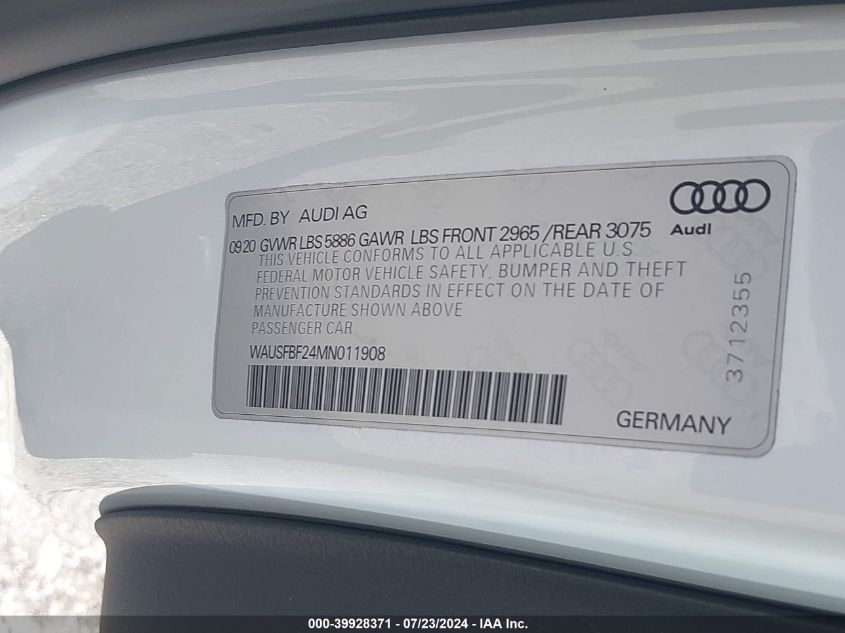 MFD. BY AUDI AG
09 20 GVWR LBS 5886 GAWR LBS FRONT 2965 /REAR 3075
Audi
THIS VEHICLE CONFORMS TO ALL APPLICABLE U.S.
FEDERAL MOTOR VEHICLE SAFETY, BUMPER AND THEFT
PREVENTION STANDARDS IN EFFECT ON THE DATE OF
MANUFACTURE SHOWN ABOVE
PASSENGER CAR
WAUSFBF24MN011908
3712355
GERMANY
000-39928371 - 07/23/2024 - IAA Inc.